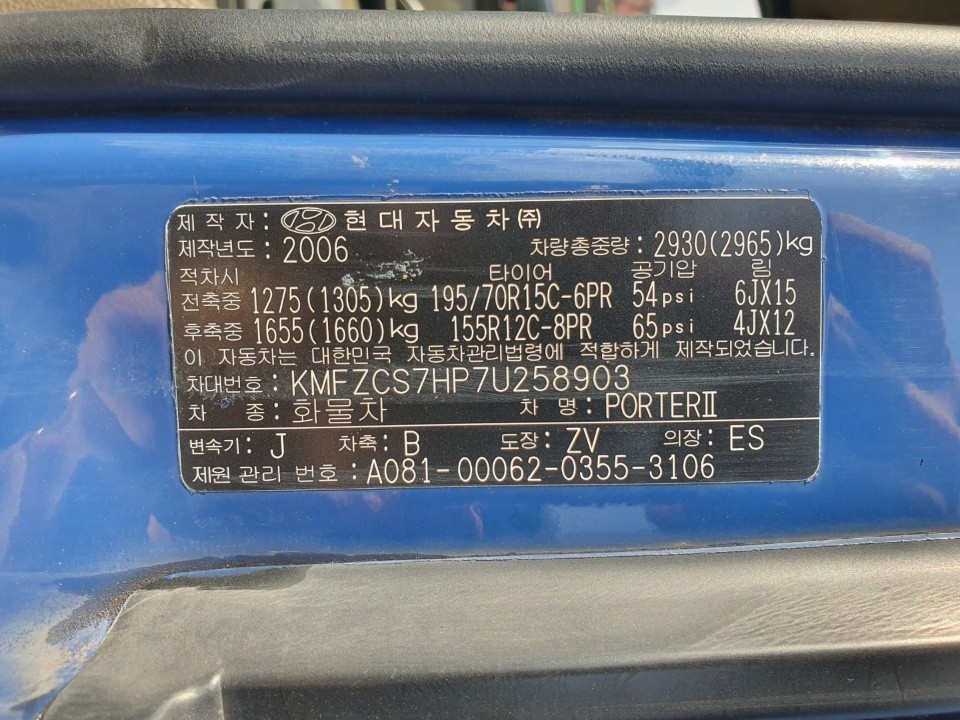 제 작 자 : 현대자동차㈜
제작년도 : 2006 차량총중량 : 2930(2965)kg
적차시 타이어 공기압 림
전축중 1275(1305)kg 195/70R15C-6PR 54psi 6JX15
후축중 1655(1660)kg 155R12C-8PR 65psi 4JX12
이 자동차는 대한민국 자동차관리법령에 적합하게 제작되었습니다.
차대번호 : KMFZCS7HP7U258903
차 종 : 화물차 차 명 : PORTERⅡ
변속기 : J 차축 : B 도장 : ZV 의장 : ES
제원 관리 번호 : A081-00062-0355-3106